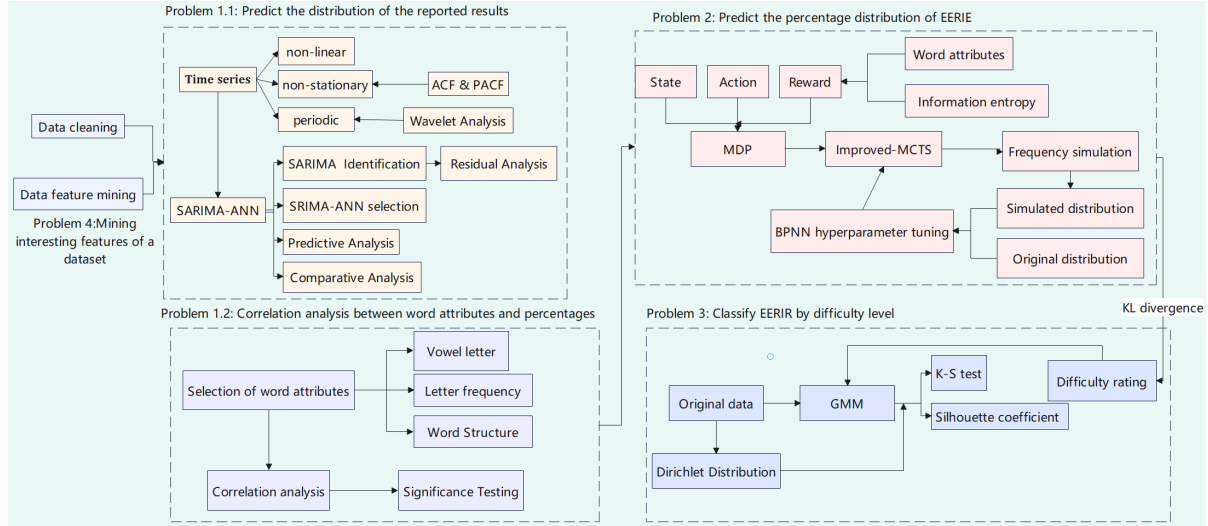 Problem 1.1: Predict the distribution of the reported results
Time series
non-linear
non-stationary
ACF & PACF
periodic
Wavelet Analysis
SARIMA-ANN
SARIMA  Identification
Residual Analysis
SRIMA-ANN selection
Predictive Analysis
Comparative Analysis
Data cleaning
Data feature mining
Problem 4:Mining
interesting features of a
dataset
Problem 1.2: Correlation analysis between word attributes and percentages
Selection of word attributes
Vowel letter
Letter frequency
Word Structure
Correlation analysis
Significance Testing
Problem 2: Predict the percentage distribution of EERIE
State
Action
Reward
Word attributes
Information entropy
MDP
Improved-MCTS
Frequency simulation
Simulated distribution
BPNN hyperparameter tuning
Original distribution
KL divergence
Problem 3: Classify EERIR by difficulty level
Original data
GMM
K-S test
Silhouette coefficient
Difficulty rating
Dirichlet Distribution